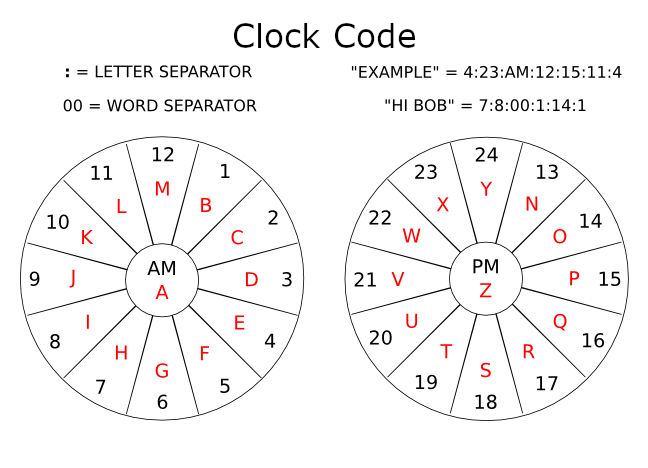 Clock Code
: = LETTER SEPARATOR
"EXAMPLE" = 4:23:AM:12:15:11:4
00 = WORD SEPARATOR
"HI BOB" = 7:8:00:1:14:1
12
M
1
B
2
C
3
D
4
E
5
F
6
G
7
H
8
I
9
J
10
K
11
L
AM
A
24
Y
13
N
14
O
15
P
16
Q
17
R
18
S
19
T
20
U
21
V
22
W
23
X
PM
Z